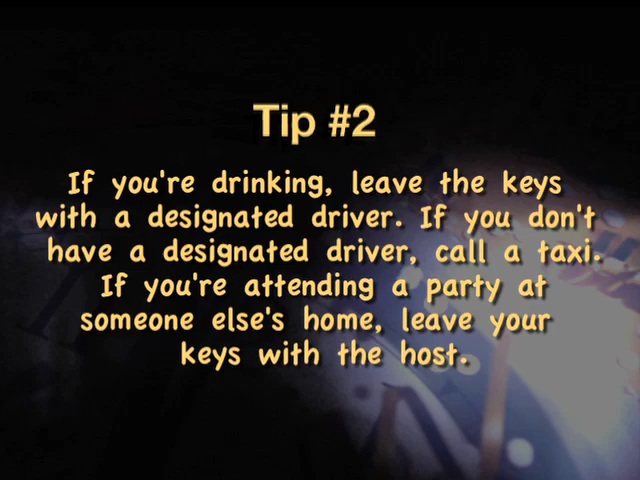 Tip #2
If you're drinking, leave the keys
with a designated driver. If you don't
have a designated driver, call a taxi.
If you're attending a party at
someone else's home, leave your
keys with the host.